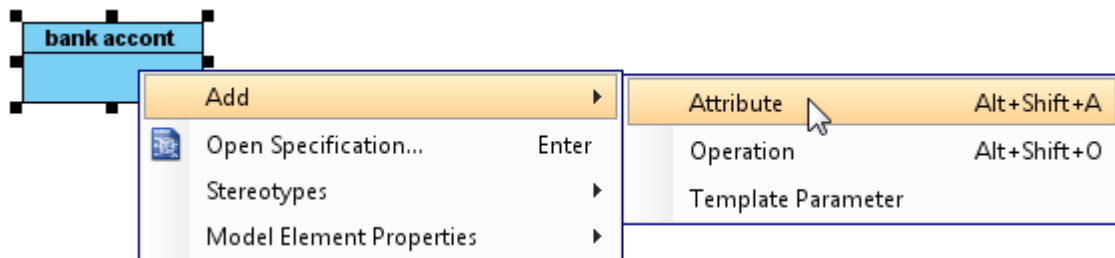 bank accont
Add
Attribute Alt+Shift+A
Open Specification... Enter
Operation Alt+Shift+O
Stereotypes
Template Parameter
Model Element Properties